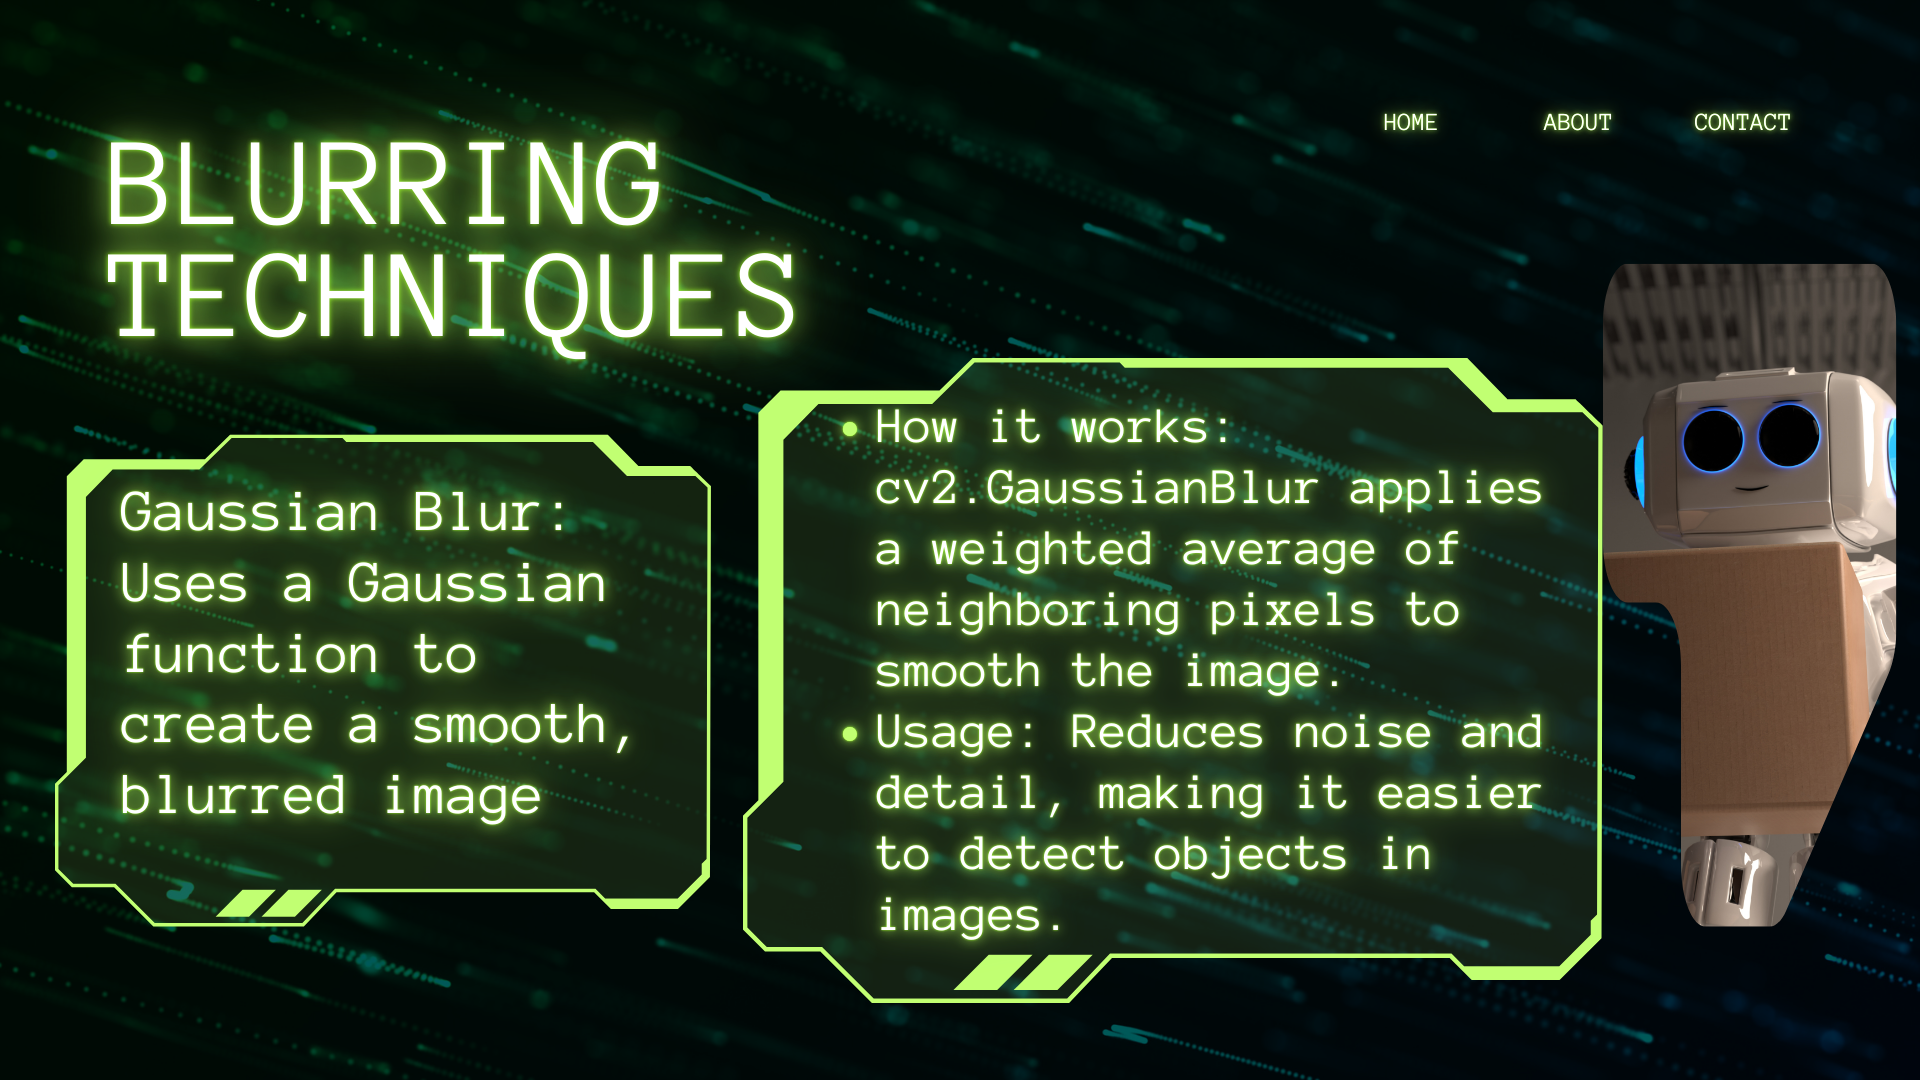 HOME ABOUT CONTACT
BLURRING
TECHNIQUES
Gaussian Blur:
Uses a Gaussian
function to
create a smooth,
blurred image
• How it works:
cv2.GaussianBlur applies
a weighted average of
neighboring pixels to
smooth the image.
• Usage: Reduces noise and
detail, making it easier
to detect objects in
images.